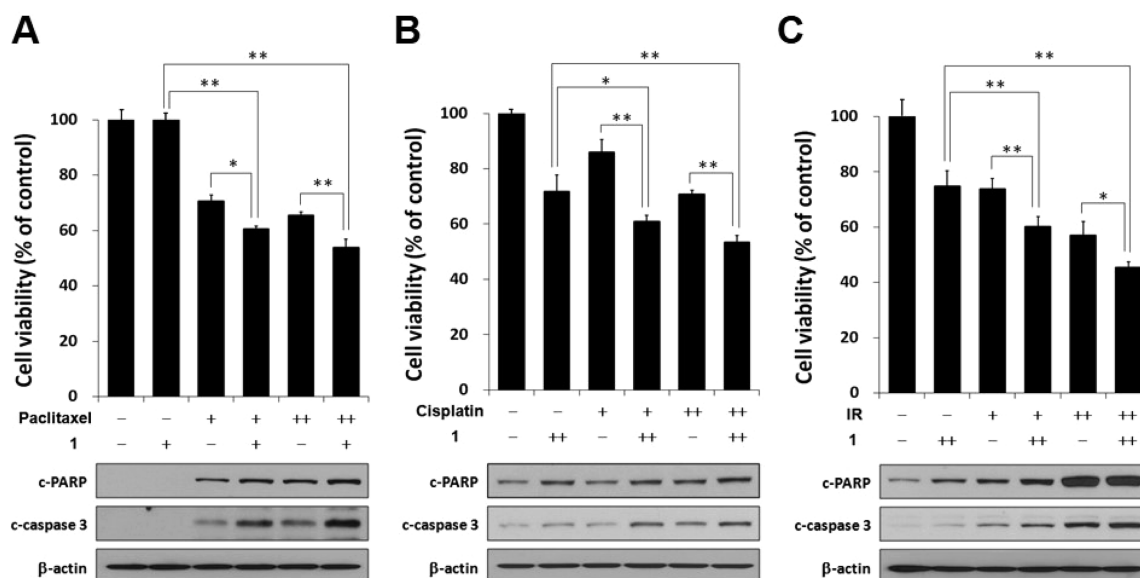 A
Cell viability (% of control)
100
80
60
40
20
0
** 
**
*
**
Paclitaxel – – + + ++ ++
1 – + – + – +
c-PARP
c-caspase 3
β-actin
B
Cell viability (% of control)
100
80
60
40
20
0
**
*
**
**
Cisplatin – – + + ++ ++
1 – ++ – ++ – ++
c-PARP
c-caspase 3
β-actin
C
Cell viability (% of control)
100
80
60
40
20
0
**
**
**
*
IR – – + + ++ ++
1 – ++ – ++ – ++
c-PARP
c-caspase 3
β-actin